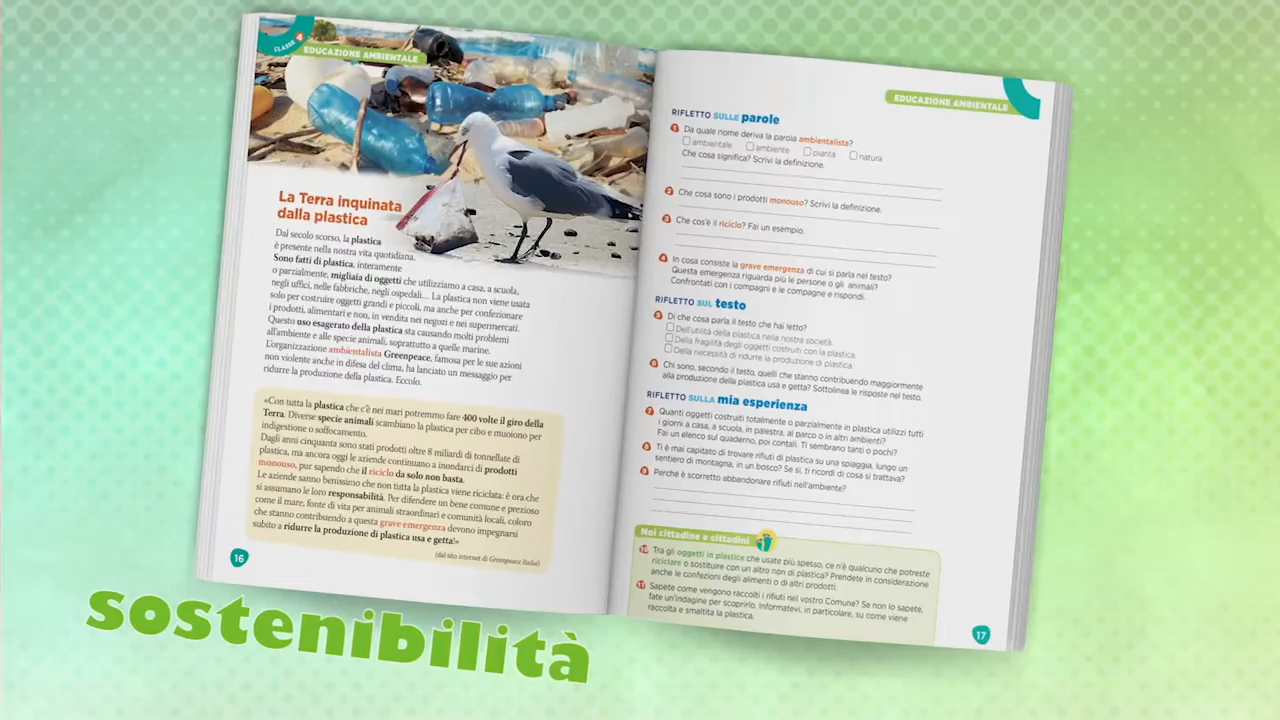 CLASSE 4
EDUCAZIONE AMBIENTALE
La Terra inquinata
dalla plastica
Dal secolo scorso, la plastica
è presente nella nostra vita quotidiana.
Sono fatti di plastica, interamente
o parzialmente, migliaia di oggetti che utilizziamo a casa, a scuola,
negli uffici, nelle fabbriche, negli ospedali... La plastica non viene usata
solo per costruire oggetti grandi e piccoli, ma anche per confezionare
i prodotti, alimentari e non, in vendita nei negozi e nei supermercati.
Questo uso esagerato della plastica sta causando molti problemi
all'ambiente e alle specie animali, soprattutto a quelle marine.
L'organizzazione ambientalista Greenpeace, famosa per le sue azioni
non violente anche in difesa del clima, ha lanciato un messaggio per
ridurre la produzione della plastica. Eccolo.
«Con tutta la plastica che c'è nei mari potremmo fare 400 volte il giro della
Terra. Diverse specie animali scambiano la plastica per cibo e muoiono per
indigestione o soffocamento.
Dagli anni cinquanta sono stati prodotti oltre 8 miliardi di tonnellate di
plastica, ma ancora oggi le aziende continuano a inondarci di prodotti
monouso, pur sapendo che il riciclo da solo non basta.
Le aziende sanno benissimo che non tutta la plastica viene riciclata: è ora che
si assumano le loro responsabilità. Per difendere un bene comune e prezioso
come il mare, fonte di vita per animali straordinari e comunità locali, coloro
che stanno contribuendo a questa grave emergenza devono impegnarsi
subito a ridurre la produzione di plastica usa e getta!»
(dal sito internet di Greenpeace Italia)
16
EDUCAZIONE AMBIENTALE
RIFLETTO SULLE parole
1 Da quale nome deriva la parola ambientalista?
ambientale ambiente pianta natura
Che cosa significa? Scrivi la definizione.
2 Che cosa sono i prodotti monouso? Scrivi la definizione.
3 Che cos'è il riciclo? Fai un esempio.
4 In cosa consiste la grave emergenza di cui si parla nel testo?
Questa emergenza riguarda più le persone o gli animali?
Confrontati con i compagni e le compagne e rispondi.
RIFLETTO SUL testo
5 Di che cosa parla il testo che hai letto?
Dell'utilità della plastica nella nostra società.
Della fragilità degli oggetti costruiti con la plastica.
Della necessità di ridurre la produzione di plastica.
6 Chi sono, secondo il testo, quelli che stanno contribuendo maggiormente
alla produzione della plastica usa e getta? Sottolinea le risposte nel testo.
RIFLETTO SULLA mia esperienza
7 Quanti oggetti costruiti totalmente o parzialmente in plastica utilizzi tutti
i giorni a casa, a scuola, in palestra, al parco o in altri ambienti?
Fai un elenco sul quaderno, poi contali. Ti sembrano tanti o pochi?
8 Ti è mai capitato di trovare rifiuti di plastica su una spiaggia, lungo un
sentiero di montagna, in un bosco? Se sì, ti ricordi di cosa si trattava?
9 Perché è scorretto abbandonare rifiuti nell'ambiente?
Noi cittadine e cittadini
10 Tra gli oggetti in plastica che usate più spesso, ce n'è qualcuno che potreste
riciclare o sostituire con un altro non di plastica? Prendete in considerazione
anche le confezioni degli alimenti o di altri prodotti.
11 Sapete come vengono raccolti i rifiuti nel vostro Comune? Se non lo sapete,
fate un'indagine per scoprirlo. Informatevi, in particolare, su come viene
raccolta e smaltita la plastica.
17
sostenibilità